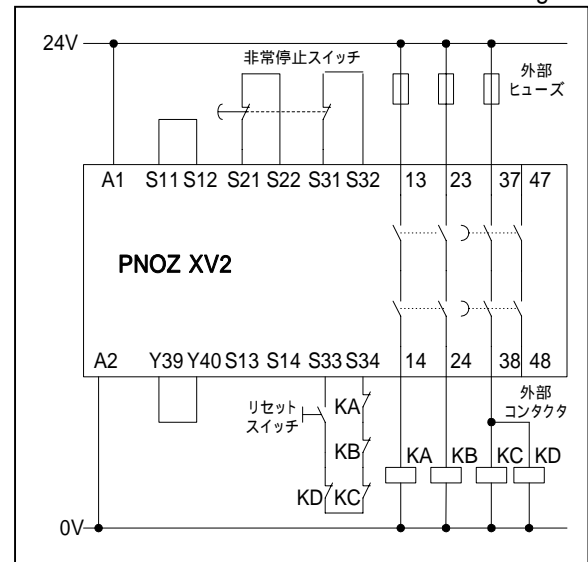 24V
非常停止スイッチ
外部
ヒューズ
A1 S11 S12 S21 S22 S31 S32 13 23 37 47
PNOZ XV2
A2 Y39 Y40 S13 S14 S33 S34 14 24 38 48
リセット
スイッチ
KA
KB
KD KC
外部
コンタクタ
KA KB KC KD
0V